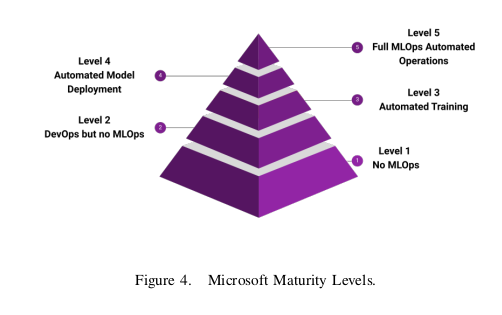 Level 5
Full MLOps Automated
Operations
5
Level 4
Automated Model
Deployment
4
Level 3
Automated Training
3
Level 2
DevOps but no MLOps
2
Level 1
No MLOps
1
Figure 4. Microsoft Maturity Levels.